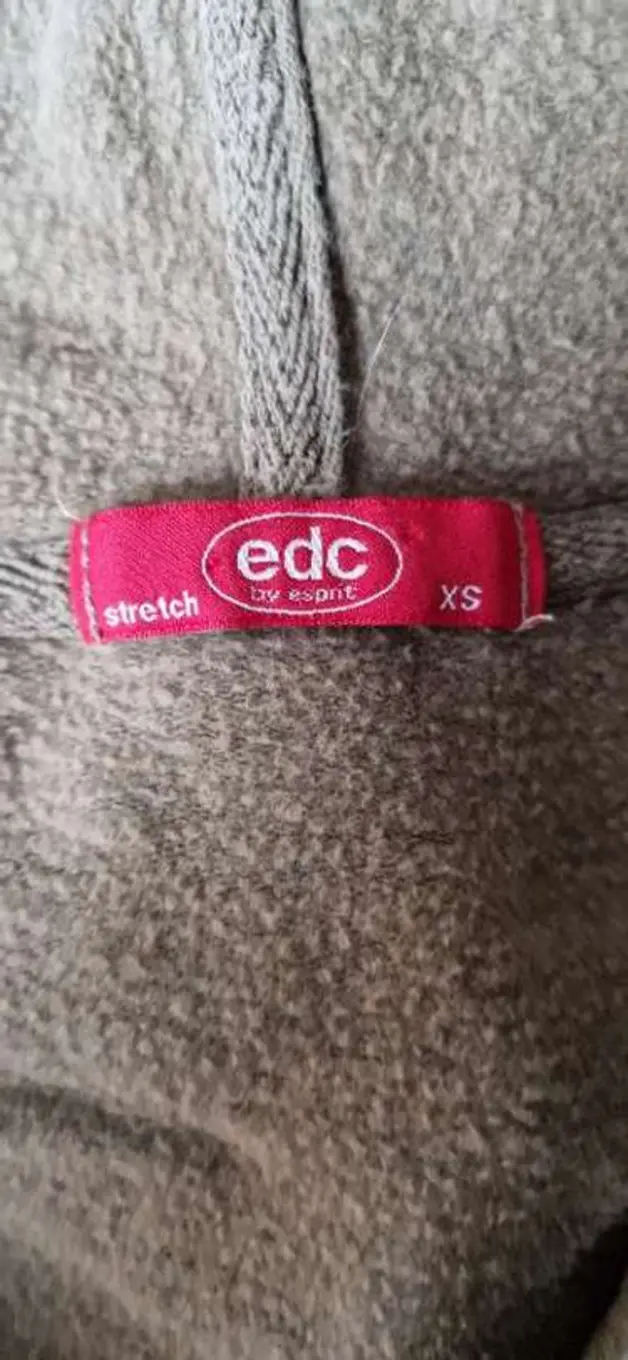 edc
by esprit
stretch
XS